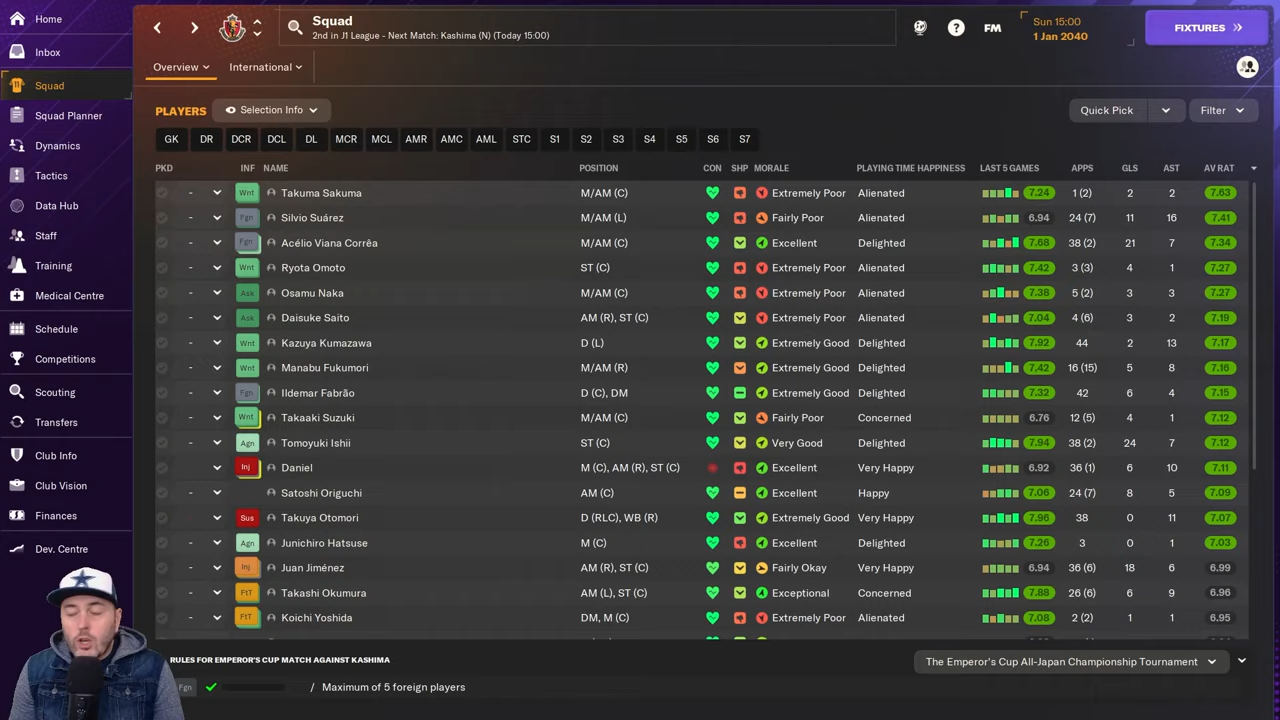 Home
Inbox
Squad
Squad Planner
Dynamics
Tactics
Data Hub
Staff
Training
Medical Centre
Schedule
Competitions
Scouting
Transfers
Club Info
Club Vision
Finances
Dev. Centre
Squad
2nd in J1 League - Next Match: Kashima (N) (Today 15:00)
FM
Sun 15:00
1 Jan 2040
FIXTURES
Overview International
PLAYERS Selection Info Quick Pick Filter
GK DR DCR DCL DL MCR MCL AMR AMC AML STC S1 S2 S3 S4 S5 S6 S7
PKD INF NAME POSITION CON SHP MORALE PLAYING TIME HAPPINESS LAST 5 GAMES APPS GLS AST AV RAT
- Wnt Takuma Sakuma M/AM (C) Extremely Poor Alienated 7.24 1 (2) 2 2 7.63
- Fgn Silvio Suárez M/AM (L) Fairly Poor Alienated 6.94 24 (7) 11 16 7.41
- Fgn Acélio Viana Corrêa M/AM (C) Excellent Delighted 7.68 38 (2) 21 7 7.34
- Wnt Ryota Omoto ST (C) Extremely Poor Alienated 7.42 3 (3) 4 1 7.27
- Ask Osamu Naka M/AM (C) Extremely Poor Alienated 7.38 5 (2) 3 3 7.27
- Ask Daisuke Saito AM (R), ST (C) Extremely Poor Alienated 7.04 4 (6) 3 2 7.19
- Wnt Kazuya Kumazawa D (L) Extremely Good Delighted 7.92 44 2 13 7.17
- Wnt Manabu Fukumori M/AM (R) Extremely Good Delighted 7.42 16 (15) 5 8 7.16
- Fgn Ildemar Fabrão D (C), DM Extremely Good Delighted 7.32 42 6 4 7.15
- Wnt Takaaki Suzuki M/AM (C) Fairly Poor Concerned 6.76 12 (5) 4 1 7.12
- Agn Tomoyuki Ishii ST (C) Very Good Delighted 7.94 38 (2) 24 7 7.12
- Inj Daniel M (C), AM (R), ST (C) Excellent Very Happy 6.92 36 (1) 6 10 7.11
- Satoshi Origuchi AM (C) Excellent Happy 7.06 24 (7) 8 5 7.09
- Sus Takuya Otomori D (RLC), WB (R) Extremely Good Very Happy 7.96 38 0 11 7.07
- Agn Junichiro Hatsuse M (C) Excellent Delighted 7.26 3 0 1 7.03
- Inj Juan Jiménez AM (R), ST (C) Fairly Okay Very Happy 6.94 36 (6) 18 6 6.99
- FtT Takashi Okumura AM (L), ST (C) Exceptional Concerned 7.88 26 (6) 6 9 6.96
- FtT Koichi Yoshida DM, M (C) Extremely Poor Alienated 7.08 2 (2) 1 1 6.95
RULES FOR EMPEROR'S CUP MATCH AGAINST KASHIMA
The Emperor's Cup All-Japan Championship Tournament
Fgn / Maximum of 5 foreign players